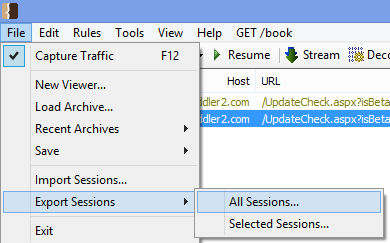 File Edit Rules Tools View Help GET /book
Capture Traffic F12 Resume Stream
Host URL
New Viewer...
Load Archive... ddler2.com /UpdateCheck.aspx?isBeta
Recent Archives ddler2.com /UpdateCheck.aspx?isBeta
Save
Import Sessions...
Export Sessions All Sessions...
Selected Sessions...
Exit